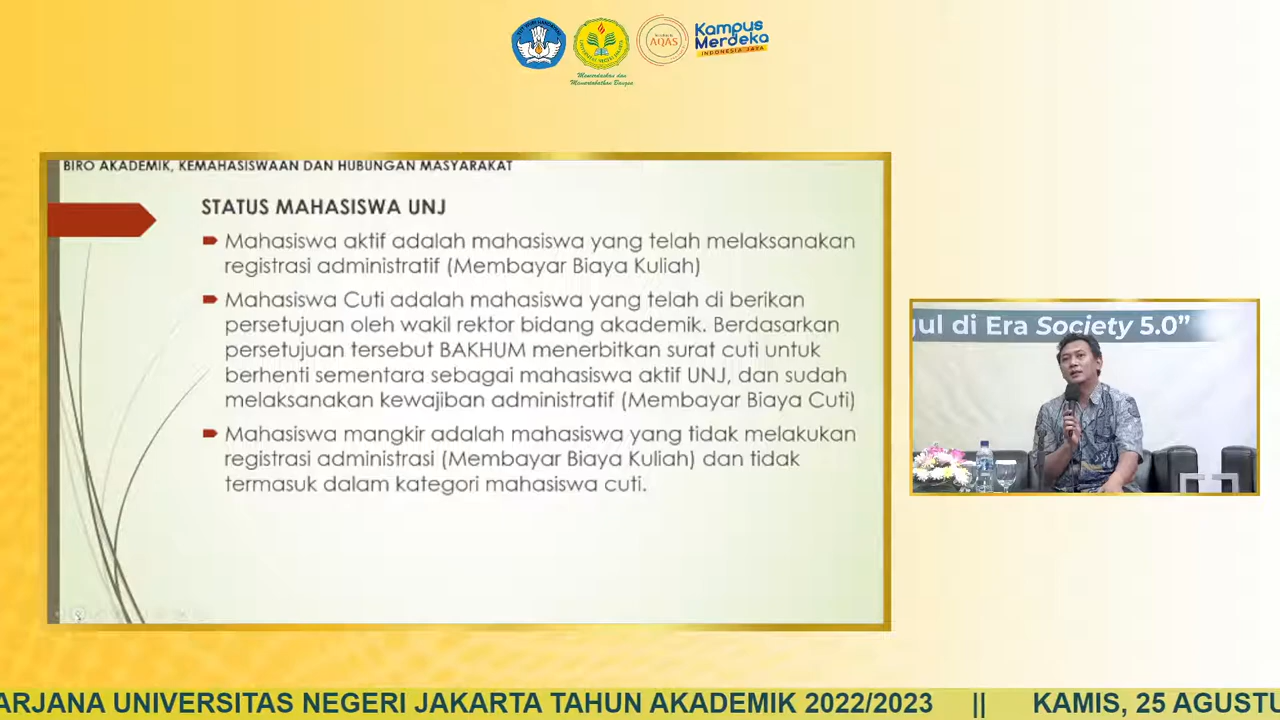 Kampus
Merdeka
INDONESIA JAYA
AQAS
Mencerdaskan dan
Memartabatkan Bangsa
BIRO AKADEMIK, KEMAHASISWAAN DAN HUBUNGAN MASYARAKAT
STATUS MAHASISWA UNJ
Mahasiswa aktif adalah mahasiswa yang telah melaksanakan
registrasi administratif (Membayar Biaya Kuliah)
Mahasiswa Cuti adalah mahasiswa yang telah di berikan
persetujuan oleh wakil rektor bidang akademik. Berdasarkan
persetujuan tersebut BAKHUM menerbitkan surat cuti untuk
berhenti sementara sebagai mahasiswa aktif UNJ, dan sudah
melaksanakan kewajiban administratif (Membayar Biaya Cuti)
Mahasiswa mangkir adalah mahasiswa yang tidak melakukan
registrasi administrasi (Membayar Biaya Kuliah) dan tidak
termasuk dalam kategori mahasiswa cuti.
gul di Era Society 5.0”
ARJANA UNIVERSITAS NEGERI JAKARTA TAHUN AKADEMIK 2022/2023 || KAMIS, 25 AGUSTU